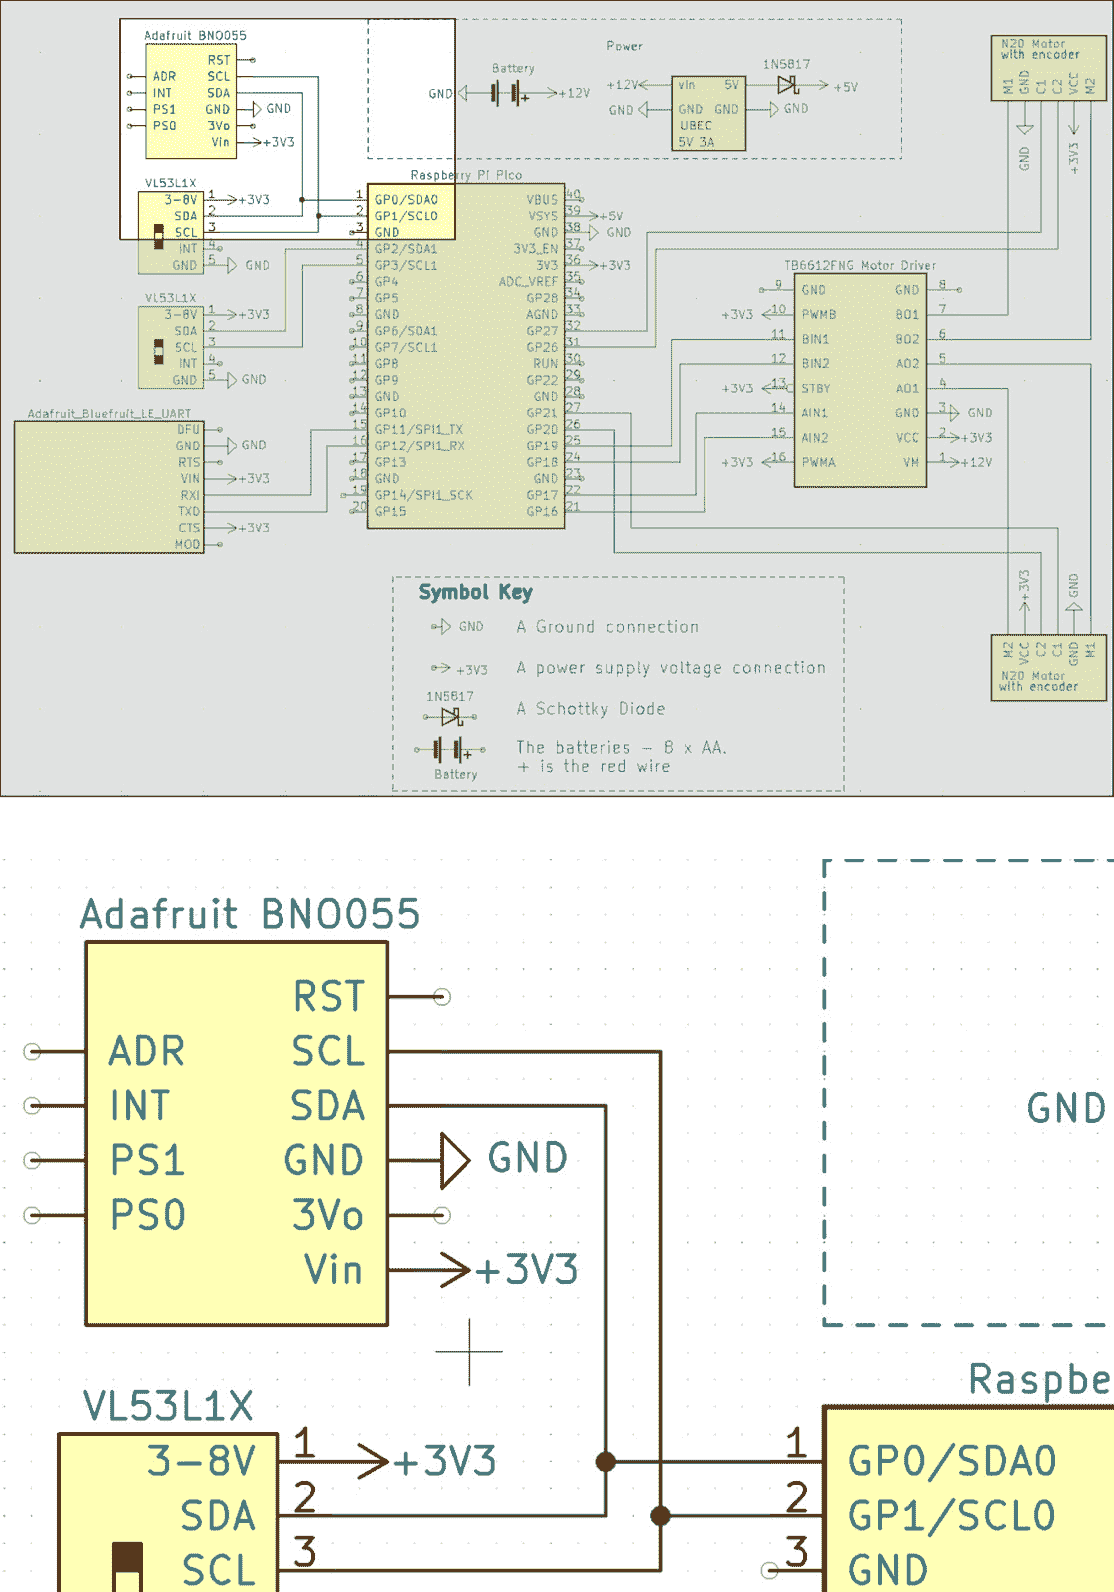 Adafruit BNO055
RST
ADR SCL
INT SDA
PS1 GND GND
PS0 3Vo
Vin +3V3
VL53L1X
3-8V 1 +3V3
SDA 2
SCL 3
INT 4
GND 5 GND
VL53L1X
3-8V 1 +3V3
SDA 2
SCL 3
INT 4
GND 5 GND
Adafruit_Bluefruit_LE_UART
DFU
GND GND
RTS
VIN +3V3
RXI
TXD
CTS +3V3
MOD
Power
Battery
GND +12V
1N5817
+12V vin 5V +5V
GND GND GND GND
UBEC
5V 3A
Raspberry Pi Pico
1 GP0/SDA0 VBUS 40
2 GP1/SCL0 VSYS 39 +5V
3 GND GND 38 GND
4 GP2/SDA1 3V3_EN 37
5 GP3/SCL1 3V3 36 +3V3
6 GP4 ADC_VREF 35
7 GP5 GP28 34
8 GND AGND 33
9 GP6/SDA1 GP27 32
10 GP7/SCL1 GP26 31
11 GP8 RUN 30
12 GP9 GP22 29
13 GND GND 28
14 GP10 GP21 27
15 GP11/SPI1_TX GP20 26
16 GP12/SPI1_RX GP19 25
17 GP13 GP18 24
18 GND GND 23
19 GP14/SPI1_SCK GP17 22
20 GP15 GP16 21
N20 Motor
with encoder
M1 GND C1 C2 VCC M2
GND +3V3
TB6612FNG Motor Driver
9 GND GND 8
+3V3 10 PWMB BO1 7
11 BIN1 BO2 6
12 BIN2 AO2 5
+3V3 13 STBY AO1 4
14 AIN1 GND 3 GND
15 AIN2 VCC 2 +3V3
+3V3 16 PWMA VM 1 +12V
+3V3 GND
M2 VCC C2 C1 GND M1
N20 Motor
with encoder
Symbol Key
GND A Ground connection
+3V3 A power supply voltage connection
1N5817
A Schottky Diode
The batteries - 8 x AA.
+ is the red wire
Battery
Adafruit BNO055
RST
ADR SCL
INT SDA
PS1 GND GND
PS0 3Vo
Vin +3V3
GND
VL53L1X
Raspbe
3-8V 1 +3V3
SDA 2
SCL 3
1 GP0/SDA0
2 GP1/SCL0
3 GND